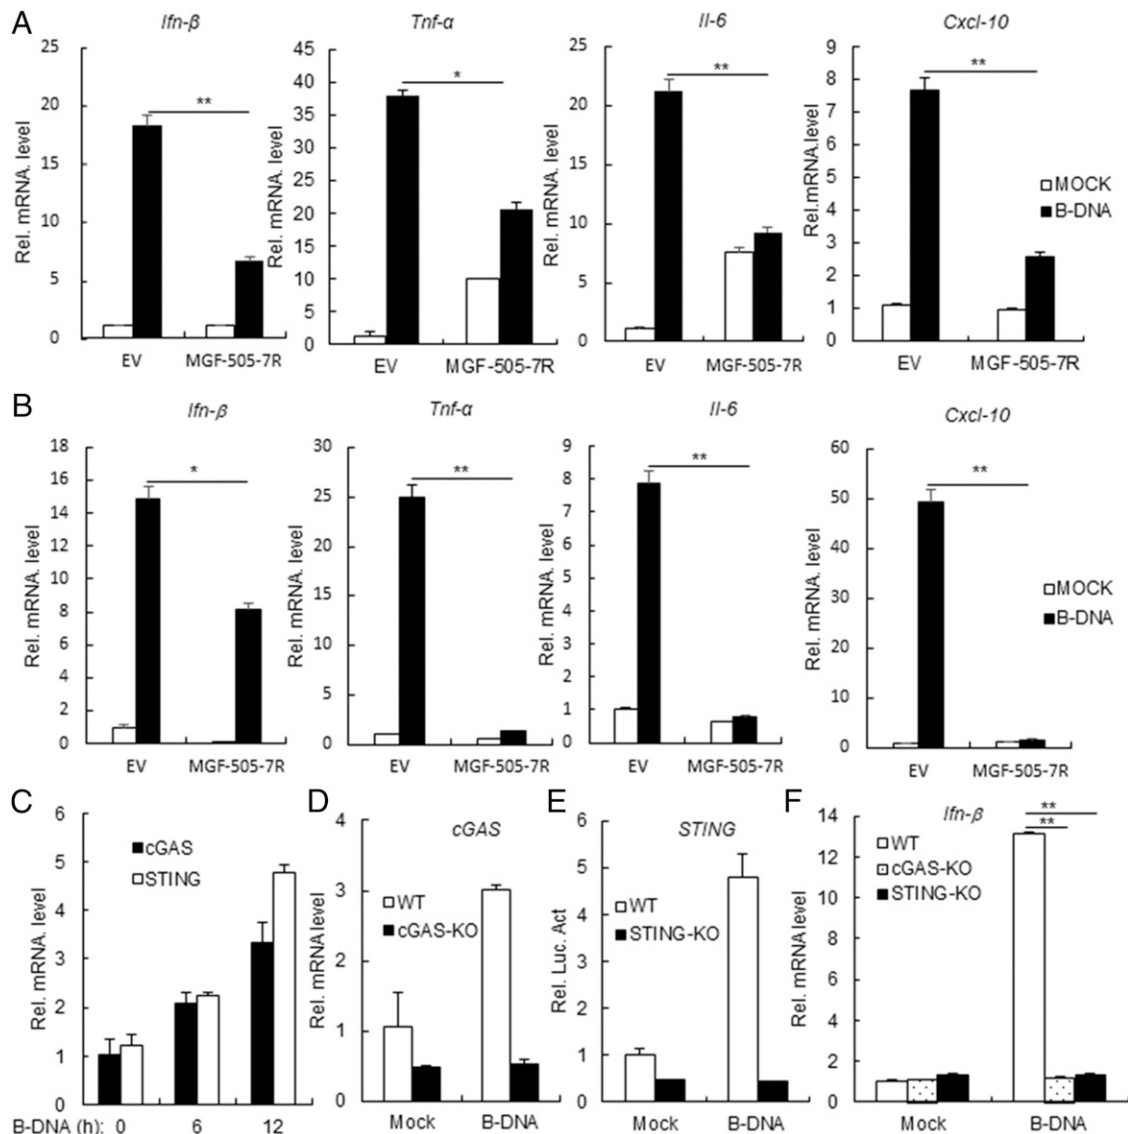 A
Ifn-β
Tnf-α
Il-6
Cxcl-10
Rel. mRNA. level
25
20
15
10
5
0
**
EV
MGF-505-7R
Rel. mRNA. level
45
40
35
30
25
20
15
10
5
0
*
EV
MGF-505-7R
Rel. mRNA. level
25
20
15
10
5
0
**
EV
MGF-505-7R
Rel.mRNA.level
9
8
7
6
5
4
3
2
1
0
**
MOCK
B-DNA
EV
MGF-505-7R
B
Ifn-β
Tnf-α
Il-6
Cxcl-10
Rel. mRNA. level
18
16
14
12
10
8
6
4
2
0
*
EV
MGF-505-7R
Rel. mRNA. level
30
25
20
15
10
5
0
**
EV
MGF-505-7R
Rel. mRNA. level
9
8
7
6
5
4
3
2
1
0
**
EV
MGF-505-7R
Rel. mRNA. level
60
50
40
30
20
10
0
**
MOCK
B-DNA
EV
MGF-505-7R
C
Rel. mRNA. level
6
5
4
3
2
1
0
cGAS
STING
B-DNA (h): 0 6 12
D
cGAS
Rel. mRNA level
4
3
2
1
0
WT
cGAS-KO
Mock
B-DNA
E
STING
Rel. Luc. Act
6
5
4
3
2
1
0
WT
STING-KO
Mock
B-DNA
F
Ifn-β
Rel. mRNA level
14
12
10
8
6
4
2
0
WT
cGAS-KO
STING-KO
**
**
Mock
B-DNA